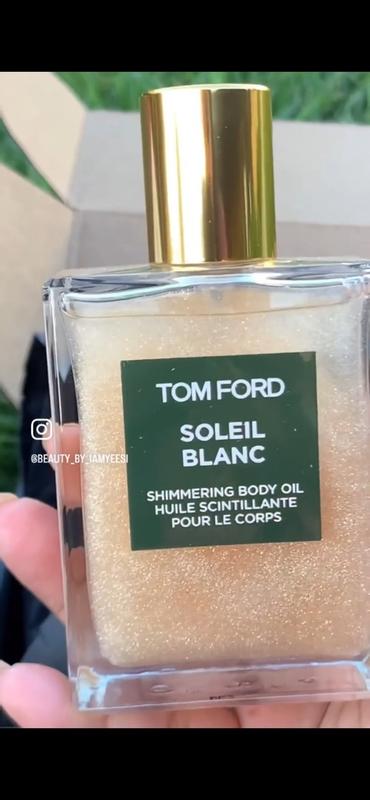 TOM FORD
SOLEIL
BLANC
SHIMMERING BODY OIL
HUILE SCINTILLANTE
POUR LE CORPS
@BEAUTY_BY_IAMYEESI